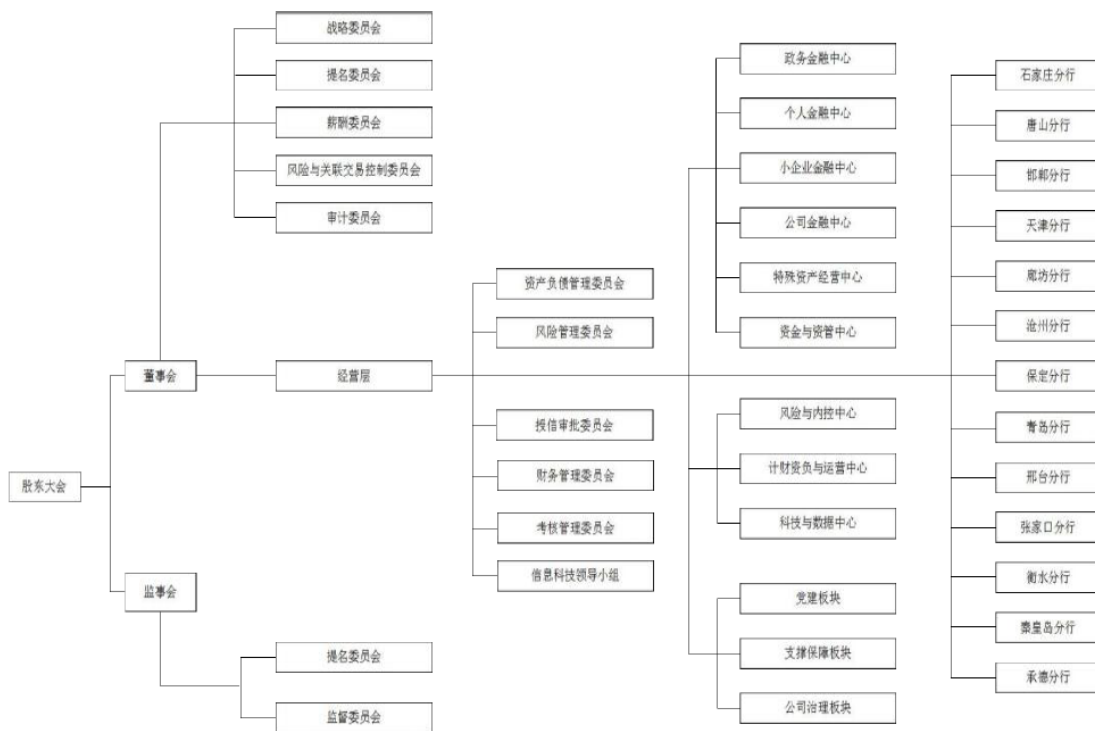 股东大会
董事会
监事会
战略委员会
提名委员会
薪酬委员会
风险与关联交易控制委员会
审计委员会
经营层
提名委员会
监督委员会
资产负债管理委员会
风险管理委员会
授信审批委员会
财务管理委员会
考核管理委员会
信息科技领导小组
政务金融中心
个人金融中心
小企业金融中心
公司金融中心
特殊资产经营中心
资金与资管中心
风险与内控中心
计财资负与运营中心
科技与数据中心
党建板块
支撑保障板块
公司治理板块
石家庄分行
唐山分行
邯郸分行
天津分行
廊坊分行
沧州分行
保定分行
青岛分行
邢台分行
张家口分行
衡水分行
秦皇岛分行
承德分行